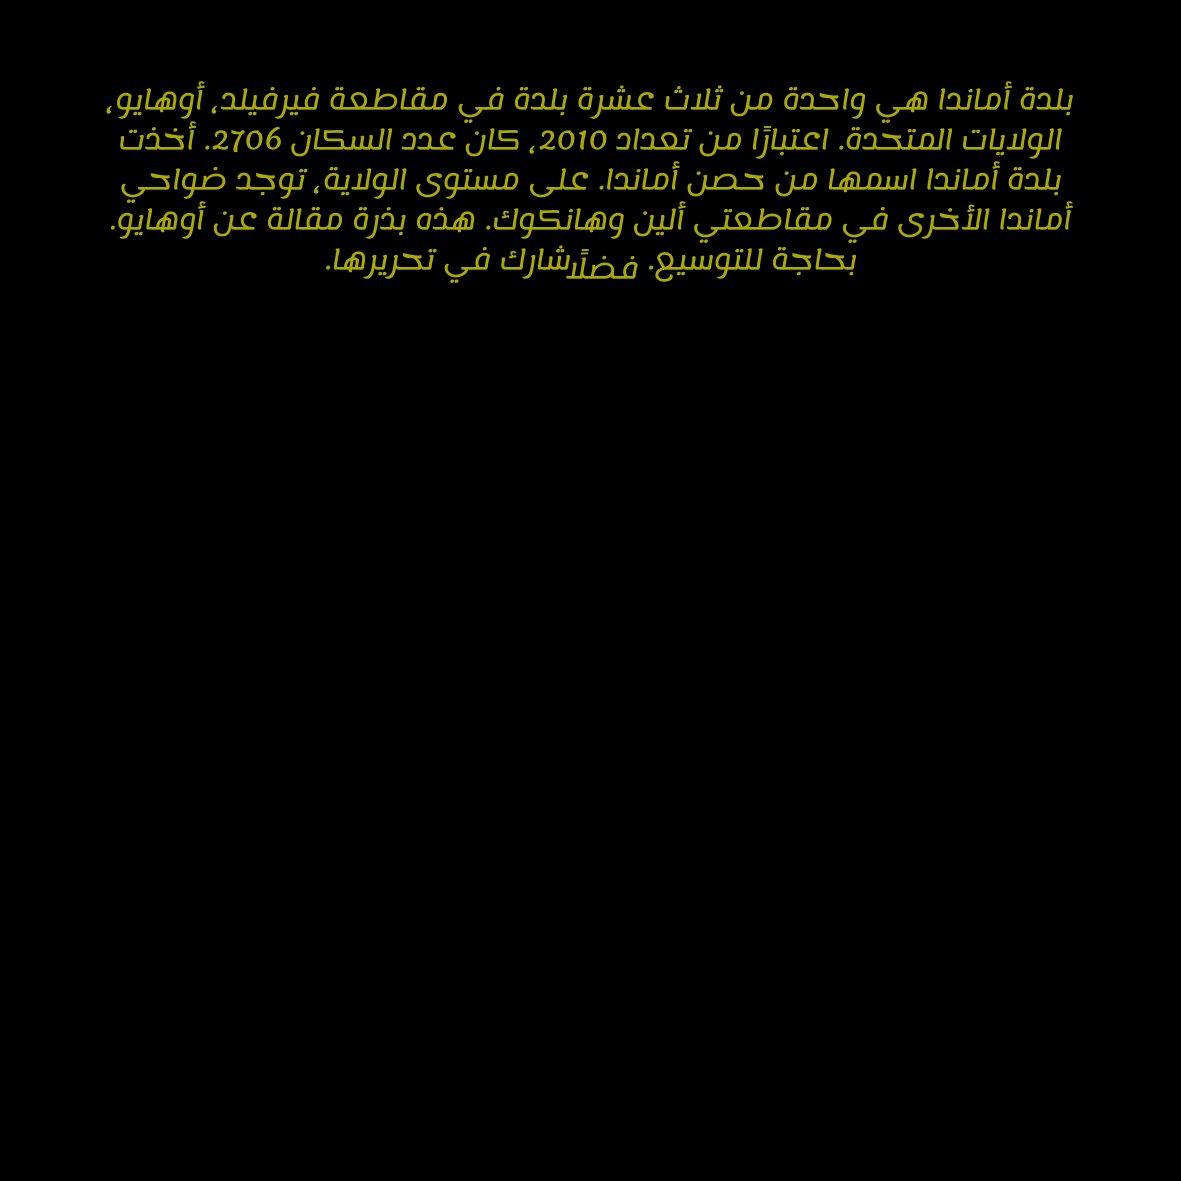 بلدة أماندا هي واحدة من ثلاث عشرة بلدة في مقاطعة فيرفيلد، أوهايو،
الولايات المتحدة. اعتبارًا من تعداد 2010، كان عدد السكان 2706. أخذت
بلدة أماندا اسمها من حصن أماندا. على مستوى الولاية، توجد ضواحي
أماندا الأخرى في مقاطعتي ألين وهانكوك. هذه بذرة مقالة عن أوهايو.
بحاجة للتوسيع. فضلًا شارك في تحريرها.